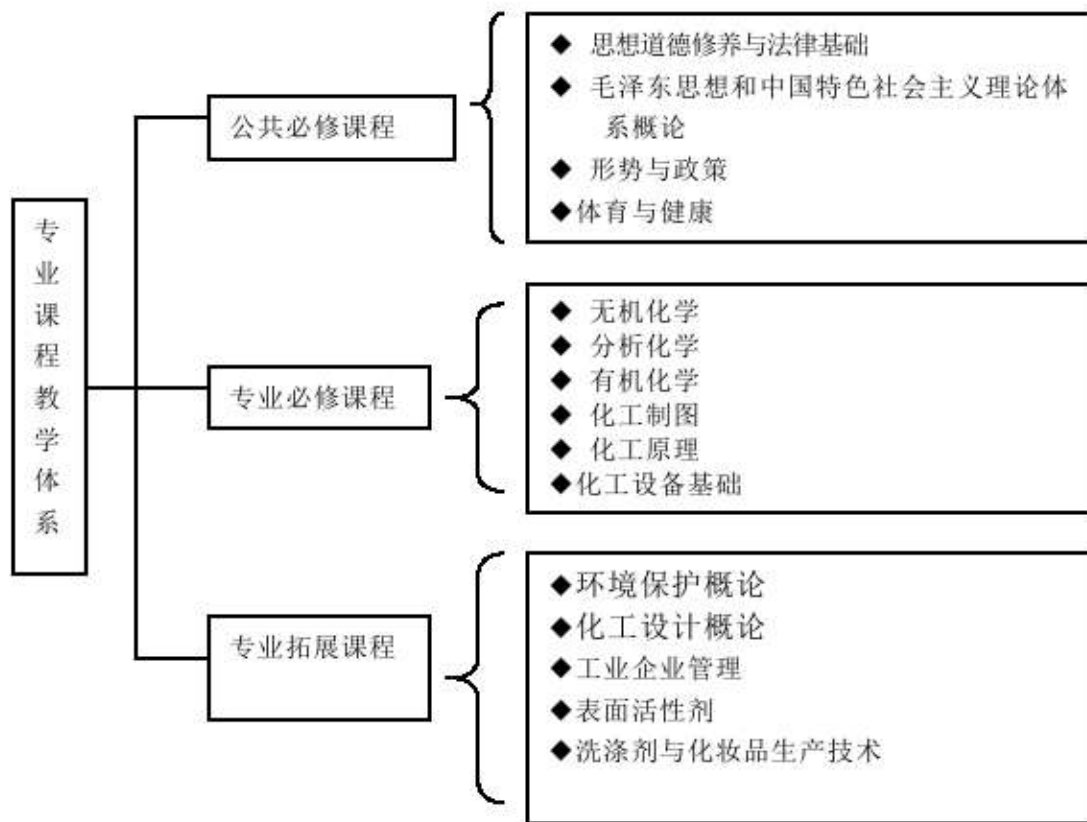 专业课程教学体系
公共必修课程
◆ 思想道德修养与法律基础
◆ 毛泽东思想和中国特色社会主义理论体
系概论
◆ 形势与政策
◆体育与健康
专业必修课程
◆ 无机化学
◆ 分析化学
◆ 有机化学
◆ 化工制图
◆ 化工原理
◆化工设备基础
专业拓展课程
◆环境保护概论
◆化工设计概论
◆工业企业管理
◆表面活性剂
◆洗涤剂与化妆品生产技术